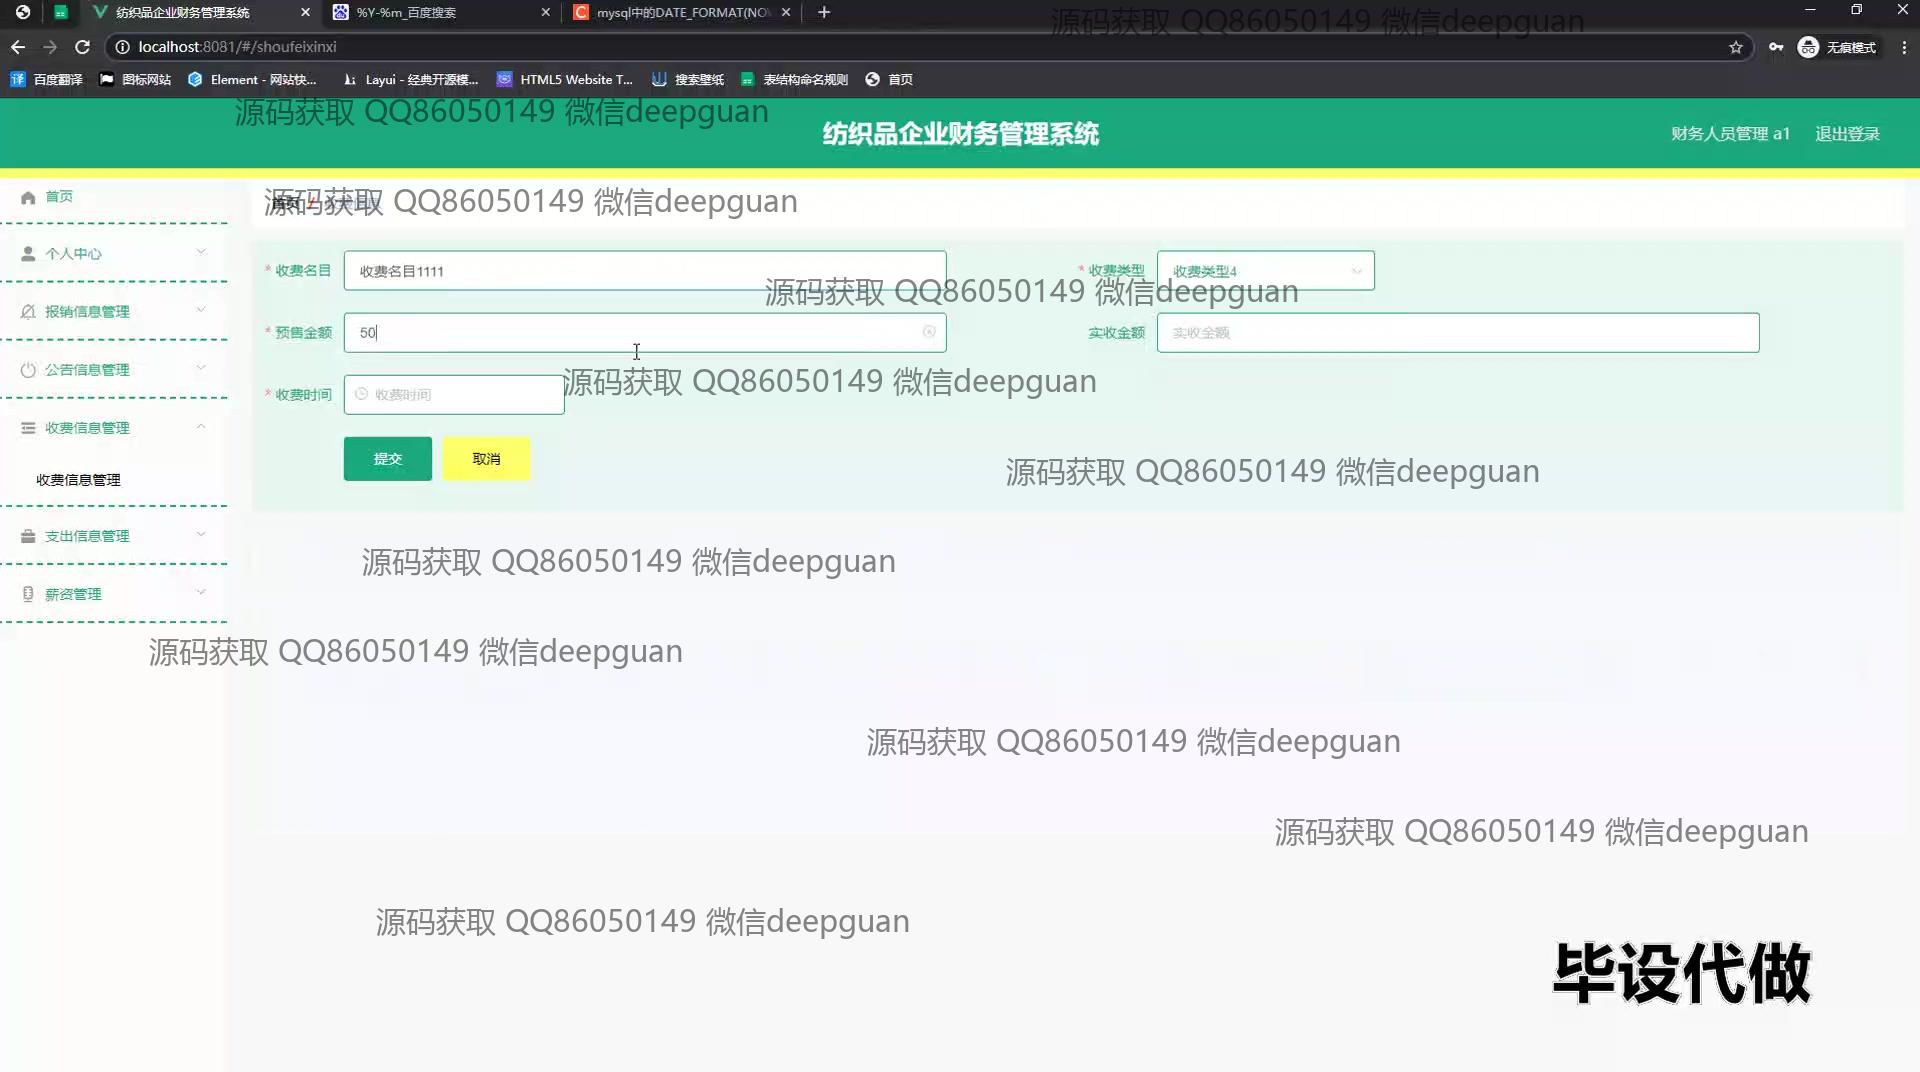 纺织品企业财务管理系统
%Y-%m_百度搜索
mysql中的DATE_FORMAT(NO
源码获取 QQ86050149 微信deepguan
localhost:8081/#/shoufeixinxi
无痕模式
百度翻译
图标网站
Element - 网站快...
Layui - 经典开源模...
HTML5 Website T...
搜索壁纸
表结构命名规则
首页
源码获取 QQ86050149 微信deepguan
纺织品企业财务管理系统
财务人员管理 a1
退出登录
首页
源码获取 QQ86050149 微信deepguan
首页 /
个人中心
* 收费名目
收费名目1111
* 收费类型
收费类型4
源码获取 QQ86050149 微信deepguan
报销信息管理
* 预售金额
50
实收金额
实收金额
公告信息管理
* 收费时间
收费时间
源码获取 QQ86050149 微信deepguan
收费信息管理
提交
取消
源码获取 QQ86050149 微信deepguan
收费信息管理
支出信息管理
源码获取 QQ86050149 微信deepguan
薪资管理
源码获取 QQ86050149 微信deepguan
源码获取 QQ86050149 微信deepguan
源码获取 QQ86050149 微信deepguan
源码获取 QQ86050149 微信deepguan
毕设代做